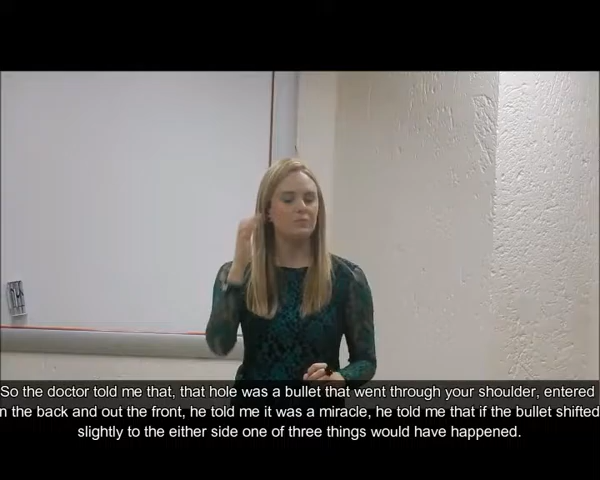 So the doctor told me that, that hole was a bullet that went through your shoulder, entered
n the back and out the front, he told me it was a miracle, he told me that if the bullet shifted
slightly to the either side one of three things would have happened.